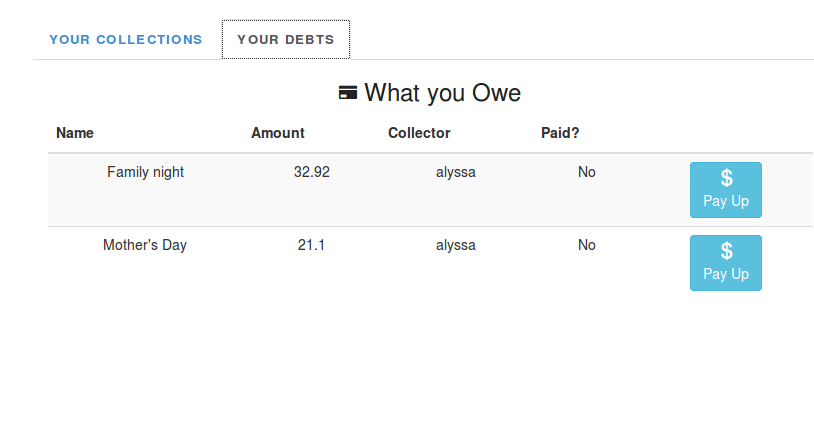 YOUR COLLECTIONS YOUR DEBTS
What you Owe
Name Amount Collector Paid?
Family night 32.92 alyssa No $ Pay Up
Mother's Day 21.1 alyssa No $ Pay Up